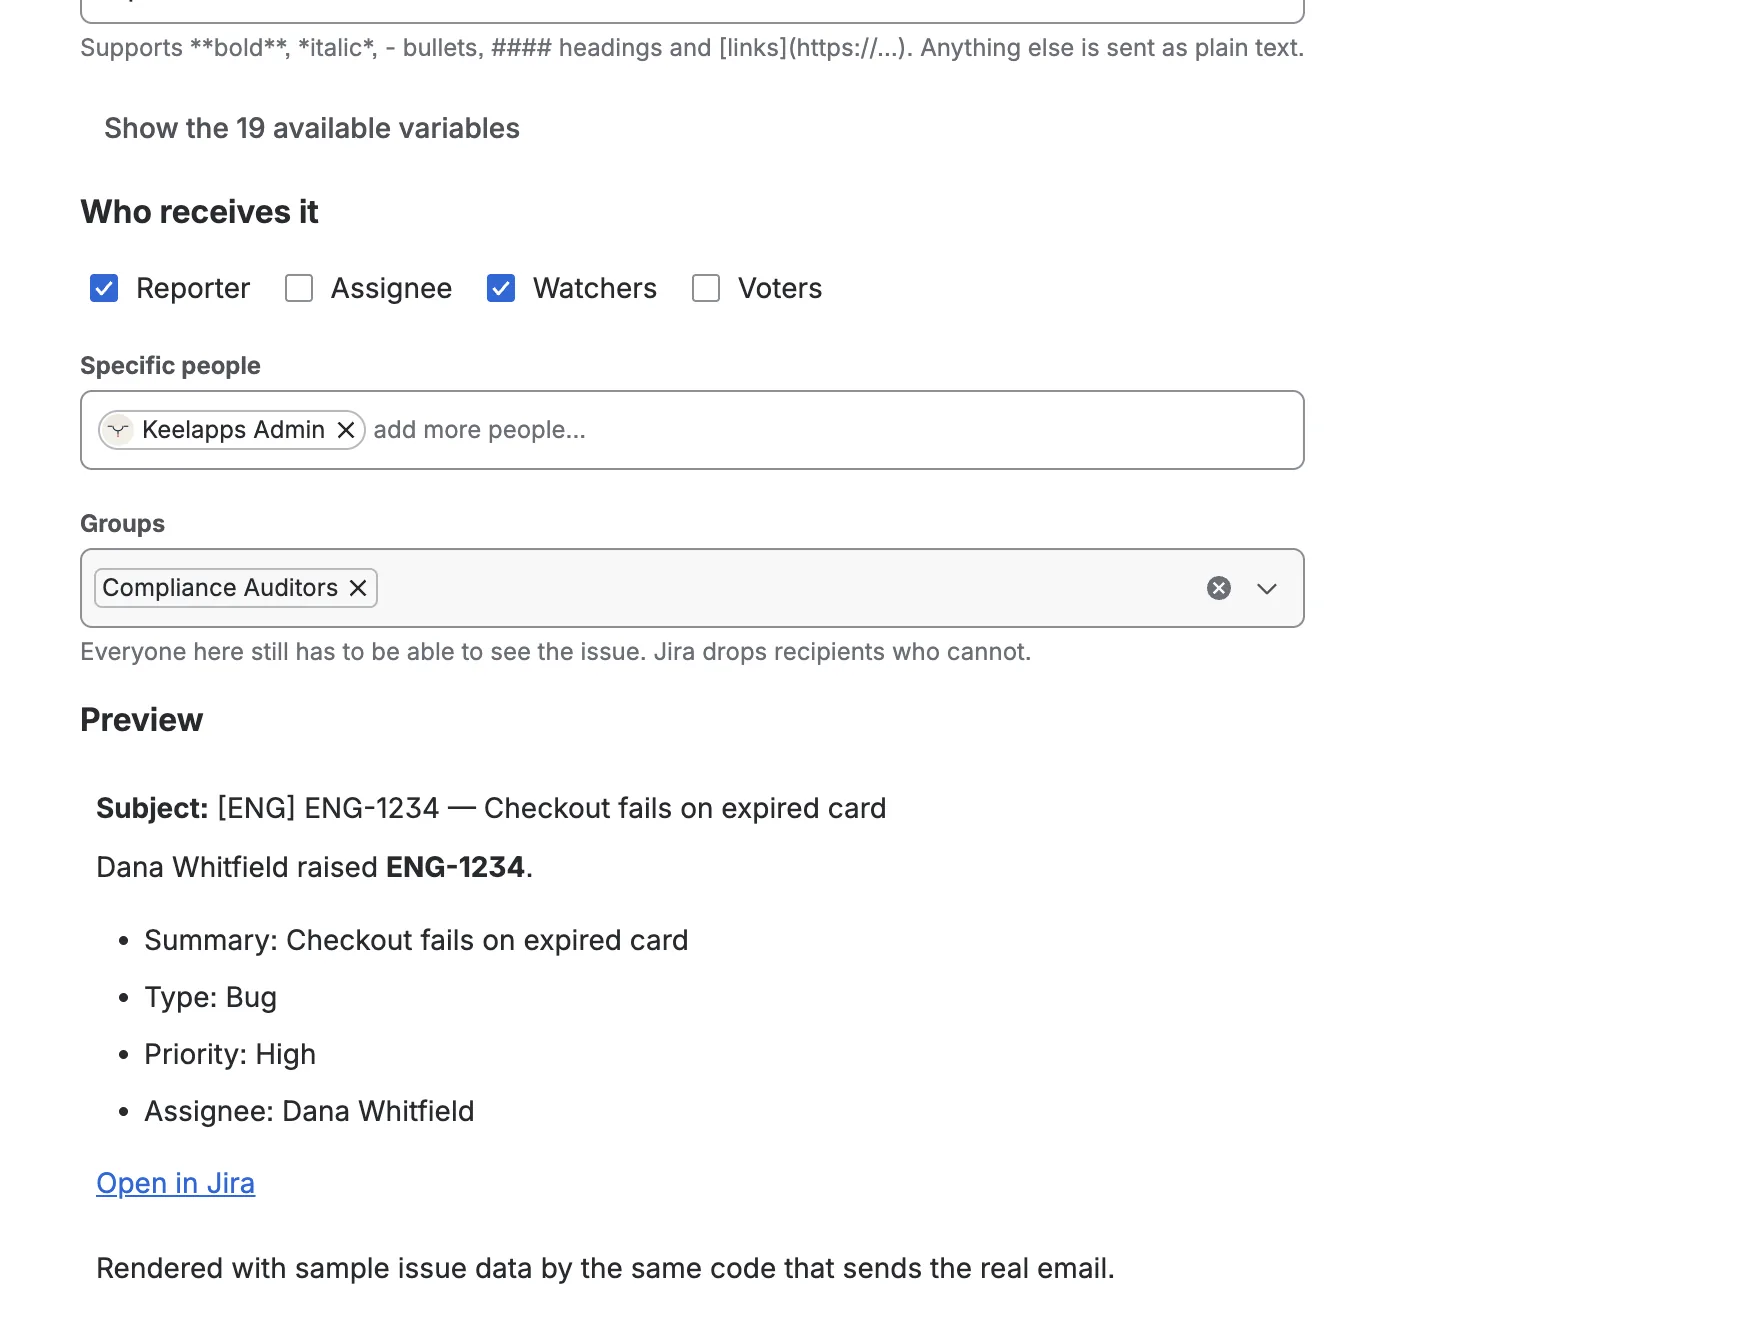 Supports **bold**, *italic*, - bullets, #### headings and [links](https://...). Anything else is sent as plain text.
Show the 19 available variables
Who receives it
Reporter Assignee Watchers Voters
Specific people
Keelapps Admin add more people...
Groups
Compliance Auditors
Everyone here still has to be able to see the issue. Jira drops recipients who cannot.
Preview
Subject: [ENG] ENG-1234 — Checkout fails on expired card
Dana Whitfield raised ENG-1234.
• Summary: Checkout fails on expired card
• Type: Bug
• Priority: High
• Assignee: Dana Whitfield
Open in Jira
Rendered with sample issue data by the same code that sends the real email.